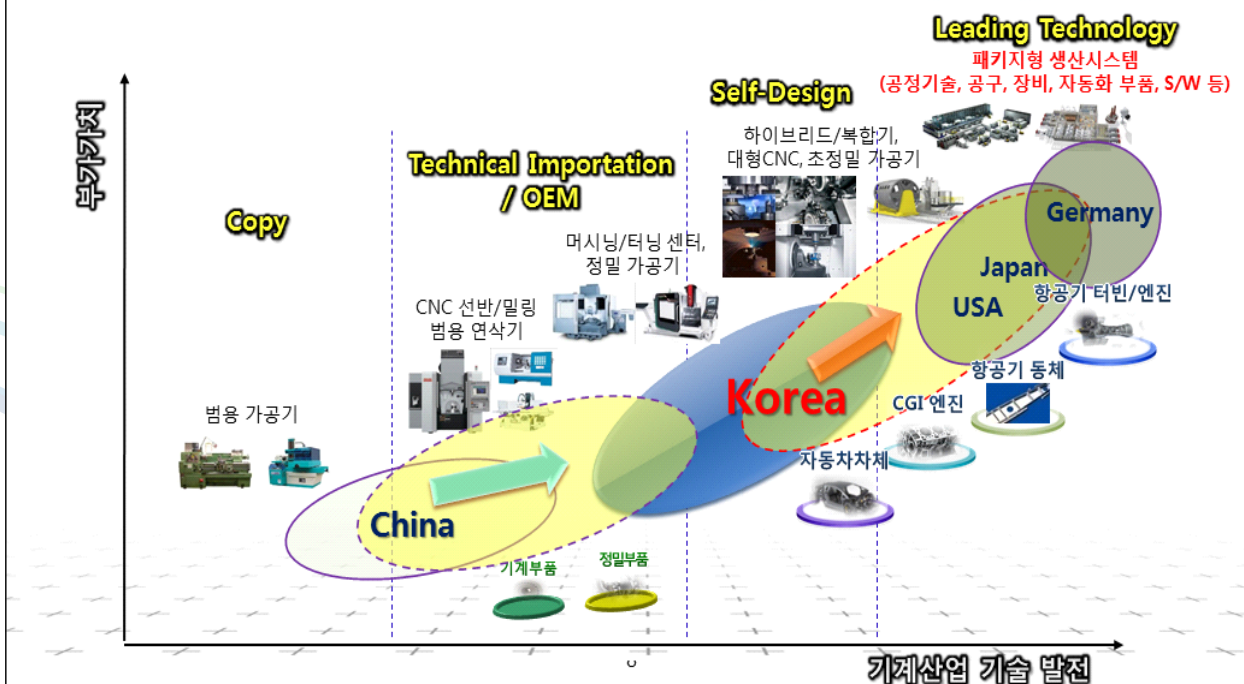 Leading Technology
패키지형 생산시스템
(공정기술, 공구, 장비, 자동화 부품, S/W 등)
Self-Design
하이브리드/복합기,
대형CNC, 초정밀 가공기
Technical Importation
/ OEM
머시닝/터닝 센터,
정밀 가공기
Copy
CNC 선반/밀링
범용 연삭기
범용 가공기
부가가치
Germany
Japan
USA
항공기 터빈/엔진
항공기 동체
Korea
CGI 엔진
자동차차체
China
기계부품
정밀부품
기계산업 기술 발전